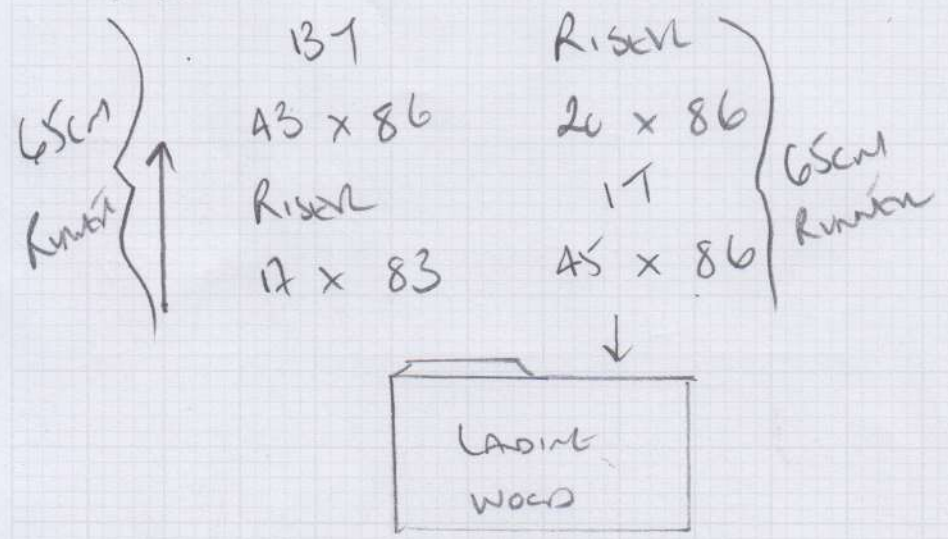 65cm
Runner
13T
43 x 86
Riser
17 x 83
Riser
20 x 86
1T
45 x 86
65cm
Runner
Landing
Wood